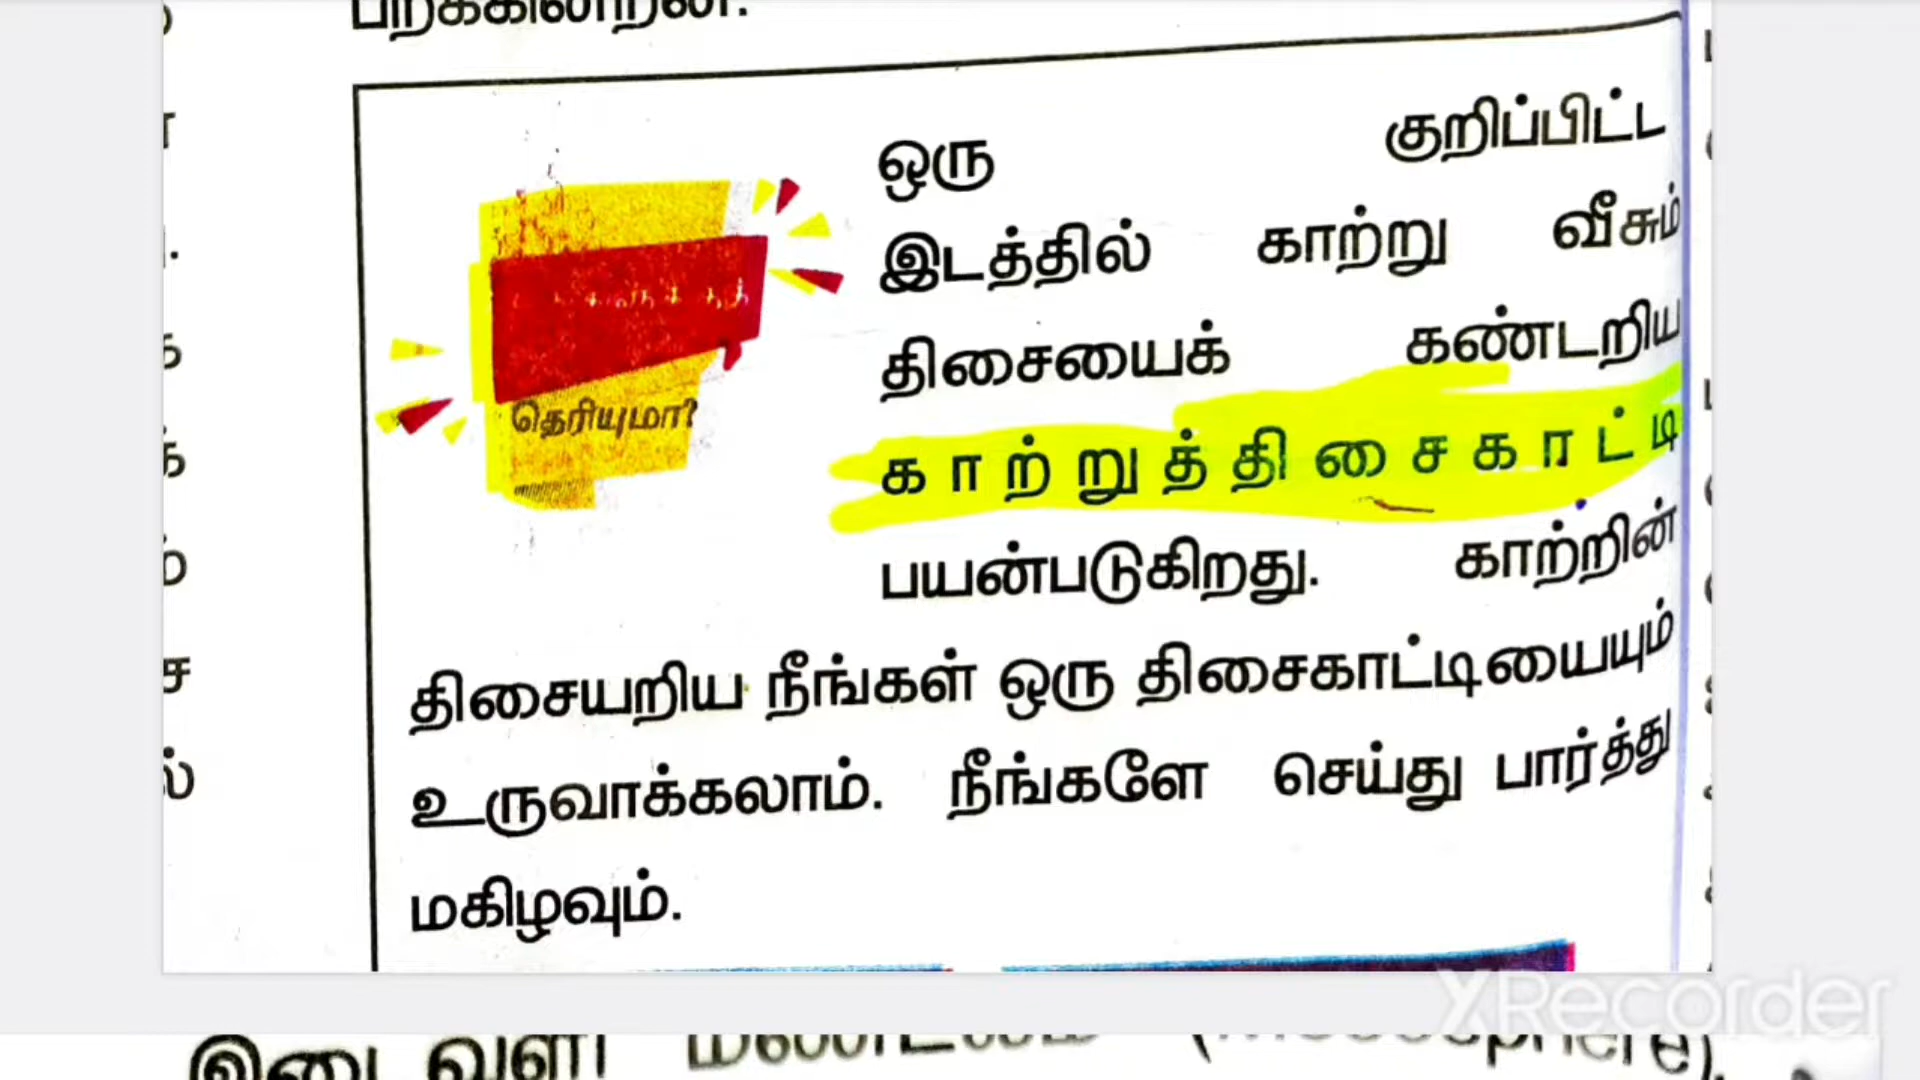 ஒரு குறிப்பிட்ட
இடத்தில் காற்று வீசும்
திசையைக் கண்டறிய
காற்றுத்திசைகாட்டி
பயன்படுகிறது. காற்றின்
திசையறிய நீங்கள் ஒரு திசைகாட்டியையும்
உருவாக்கலாம். நீங்களே செய்து பார்த்து
மகிழவும்.
தெரியுமா?
XRecorder